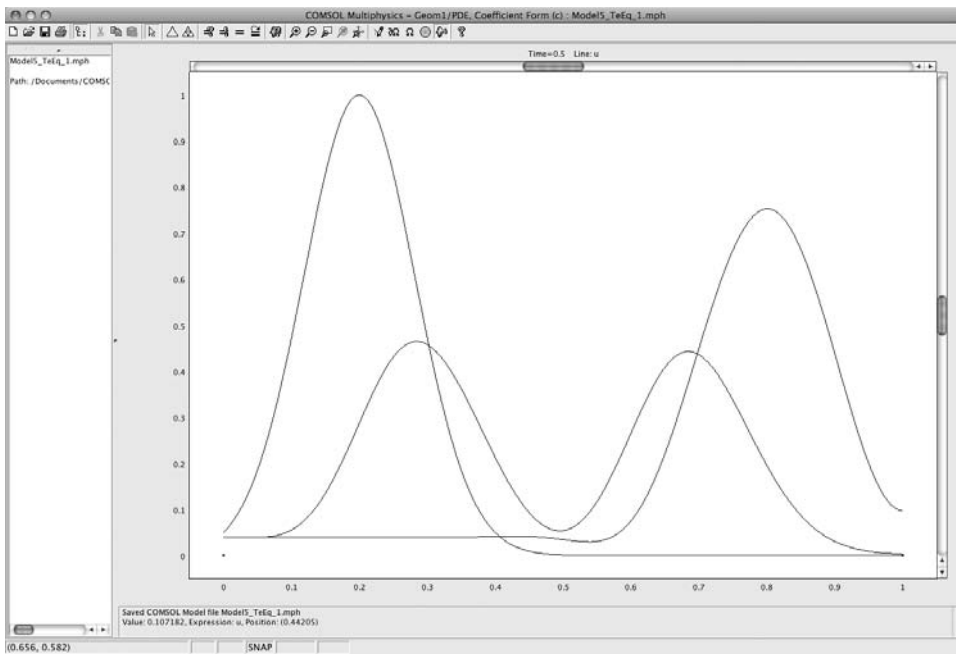 COMSOL Multiphysics - Geom1/PDE, Coefficient Form (c) : Model5_TeEq_1.mph
Model5_TeEq_1.mph
Path: /Documents/COMSC
Time=0.5 Line: u
1
0.9
0.8
0.7
0.6
0.5
0.4
0.3
0.2
0.1
0
0 0.1 0.2 0.3 0.4 0.5 0.6 0.7 0.8 0.9 1
Saved COMSOL Model file Model5_TeEq_1.mph
Value: 0.107182, Expression: u, Position: (0.44205)
(0.656, 0.582) SNAP